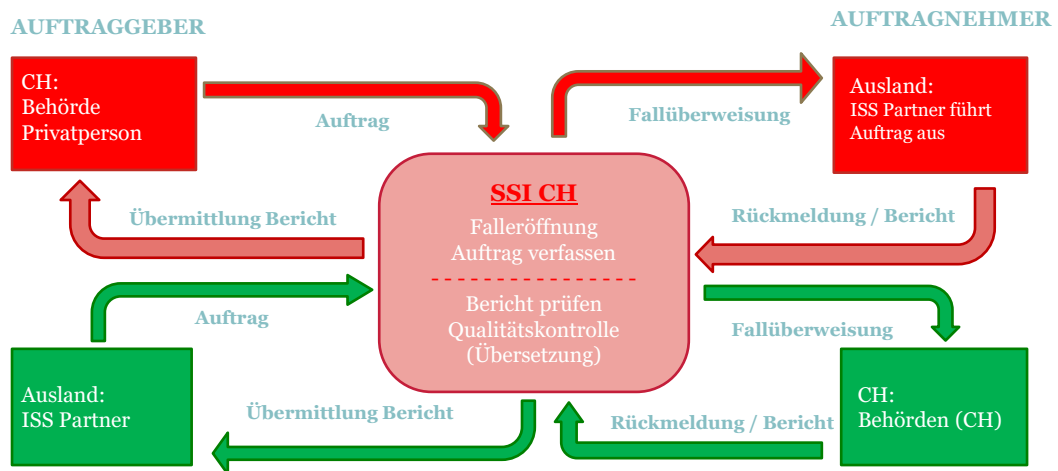 AUFTRAGGEBER
AUFTRAGNEHMER
CH:
Behörde
Privatperson
Auftrag
Fallüberweisung
Ausland:
ISS Partner führt
Auftrag aus
SSI CH
Falleröffnung
Auftrag verfassen
Übermittlung Bericht
Rückmeldung / Bericht
Bericht prüfen
Qualitätskontrolle
(Übersetzung)
Auftrag
Fallüberweisung
Ausland:
ISS Partner
Übermittlung Bericht
Rückmeldung / Bericht
CH:
Behörden (CH)